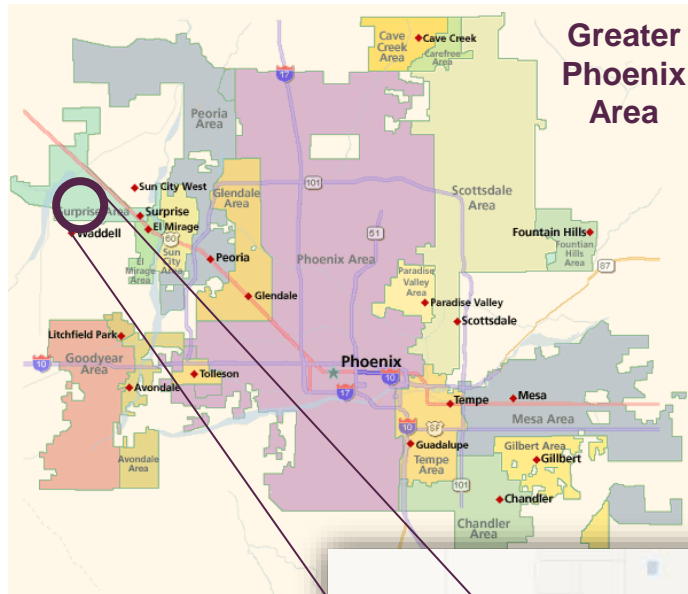 Greater
Phoenix
Area
Cave
Creek
Area
Cave Creek
Carefree
Area
17
Peoria
Area
101
Sun City West
Glendale
Area
Scottsdale
Area
Surprise Area
Surprise
Waddell
El Mirage
60
Sun
City
Area
El
Mirage
Area
Peoria
51
Phoenix Area
Fountain Hills
Fountian
Hills
Area
87
Paradise
Valley
Area
Glendale
Paradise Valley
Scottsdale
Litchfield Park
10
Goodyear
Area
Tolleson
Phoenix
10
17
Avondale
Tempe
Mesa
Mesa Area
10
Guadalupe
Tempe
Area
Gilbert Area
Gillbert
Avondale
Area
101
Chandler
Chandler
Area